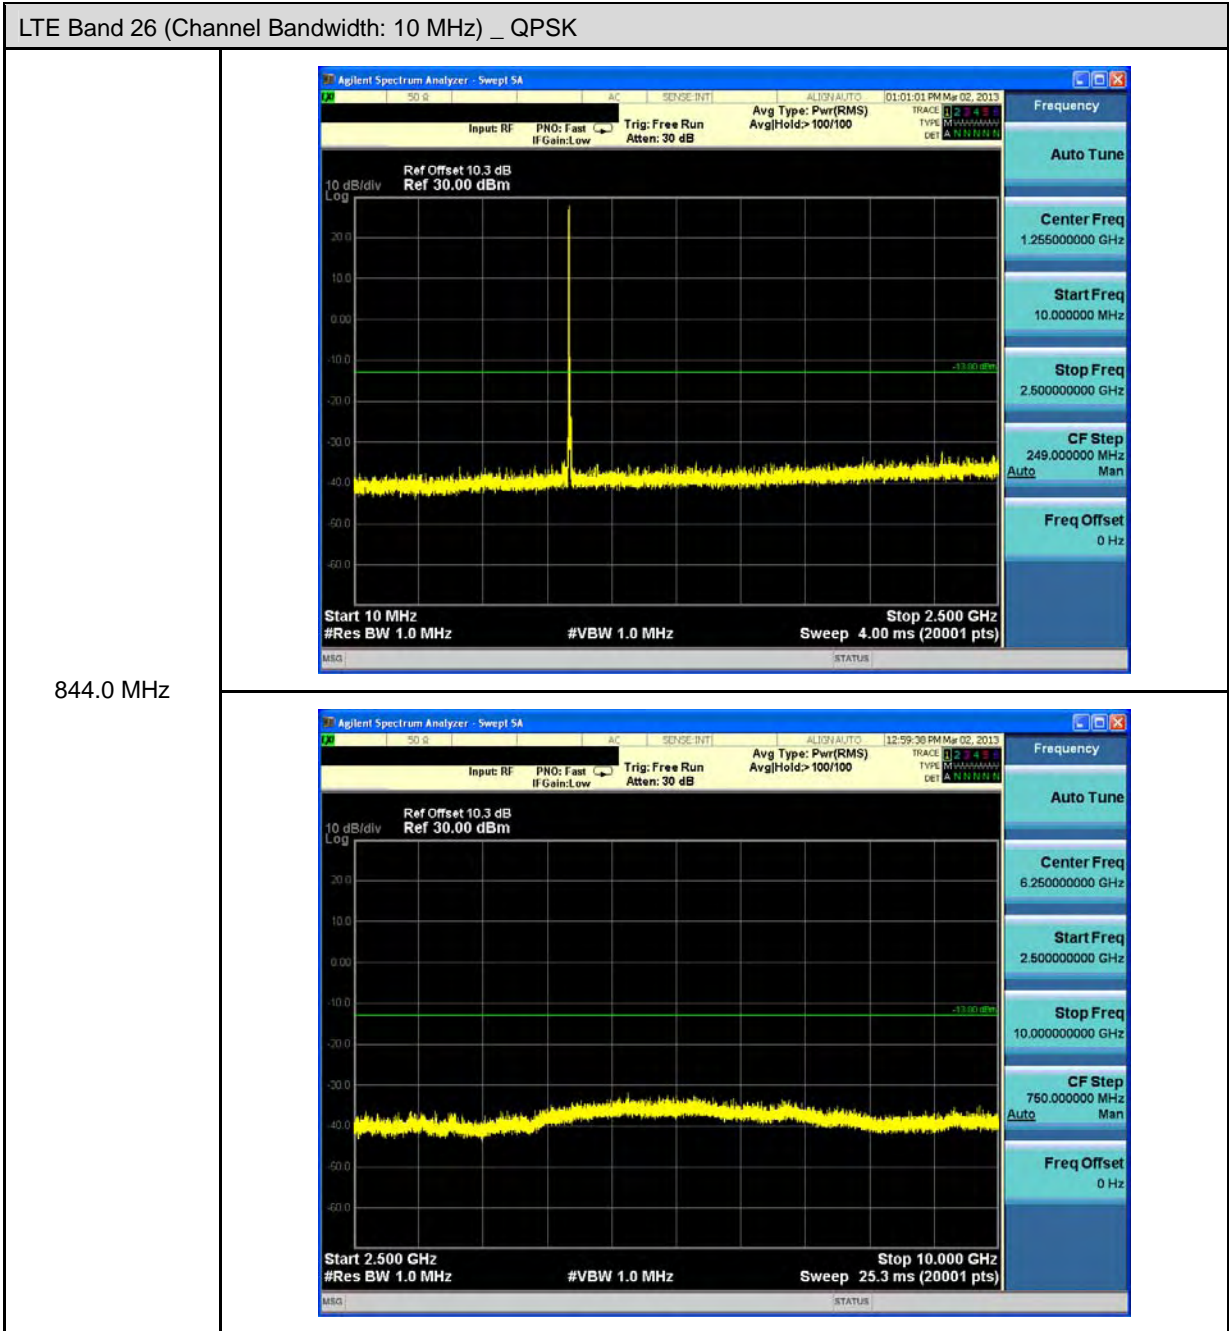 LTE Band 26 (Channel Bandwidth: 10 MHz) _ QPSK
844.0 MHz
Agilent Spectrum Analyzer - Swept SA
50 Ω AC SENSE:INT ALIGN AUTO 01:01:01 PM Mar 02, 2013
Input: RF PNO: Fast Trig: Free Run Avg Type: Pwr(RMS) TRACE 1 2 3 4 5 6
IFGain:Low Atten: 30 dB Avg|Hold:> 100/100 TYPE
DET A N N N N N
Ref Offset 10.3 dB
10 dB/div Ref 30.00 dBm
Log
20.0
10.0
0.00
-10.0
-13.00 dBm
-20.0
-30.0
-40.0
-50.0
-60.0
Start 10 MHz Stop 2.500 GHz
#Res BW 1.0 MHz #VBW 1.0 MHz Sweep 4.00 ms (20001 pts)
MSG STATUS
Frequency
Auto Tune
Center Freq
1.255000000 GHz
Start Freq
10.000000 MHz
Stop Freq
2.500000000 GHz
CF Step
249.000000 MHz
Auto Man
Freq Offset
0 Hz
Agilent Spectrum Analyzer - Swept SA
50 Ω AC SENSE:INT ALIGN AUTO 12:59:38 PM Mar 02, 2013
Input: RF PNO: Fast Trig: Free Run Avg Type: Pwr(RMS) TRACE 1 2 3 4 5 6
IFGain:Low Atten: 30 dB Avg|Hold:> 100/100 TYPE
DET A N N N N N
Ref Offset 10.3 dB
10 dB/div Ref 30.00 dBm
Log
20.0
10.0
0.00
-10.0
-13.00 dBm
-20.0
-30.0
-40.0
-50.0
-60.0
Start 2.500 GHz Stop 10.000 GHz
#Res BW 1.0 MHz #VBW 1.0 MHz Sweep 25.3 ms (20001 pts)
MSG STATUS
Frequency
Auto Tune
Center Freq
6.250000000 GHz
Start Freq
2.500000000 GHz
Stop Freq
10.000000000 GHz
CF Step
750.000000 MHz
Auto Man
Freq Offset
0 Hz